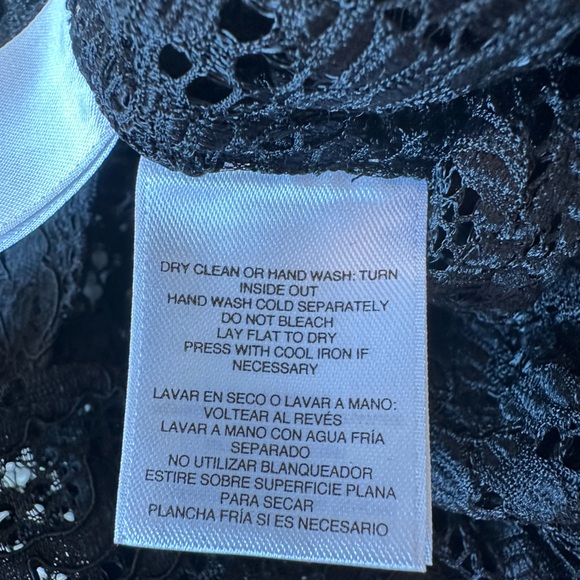 DRY CLEAN OR HAND WASH: TURN
INSIDE OUT
HAND WASH COLD SEPARATELY
DO NOT BLEACH
LAY FLAT TO DRY
PRESS WITH COOL IRON IF
NECESSARY
LAVAR EN SECO O LAVAR A MANO:
VOLTEAR AL REVÉS
LAVAR A MANO CON AGUA FRÍA
SEPARADO
NO UTILIZAR BLANQUEADOR
ESTIRE SOBRE SUPERFICIE PLANA
PARA SECAR
PLANCHA FRÍA SI ES NECESARIO